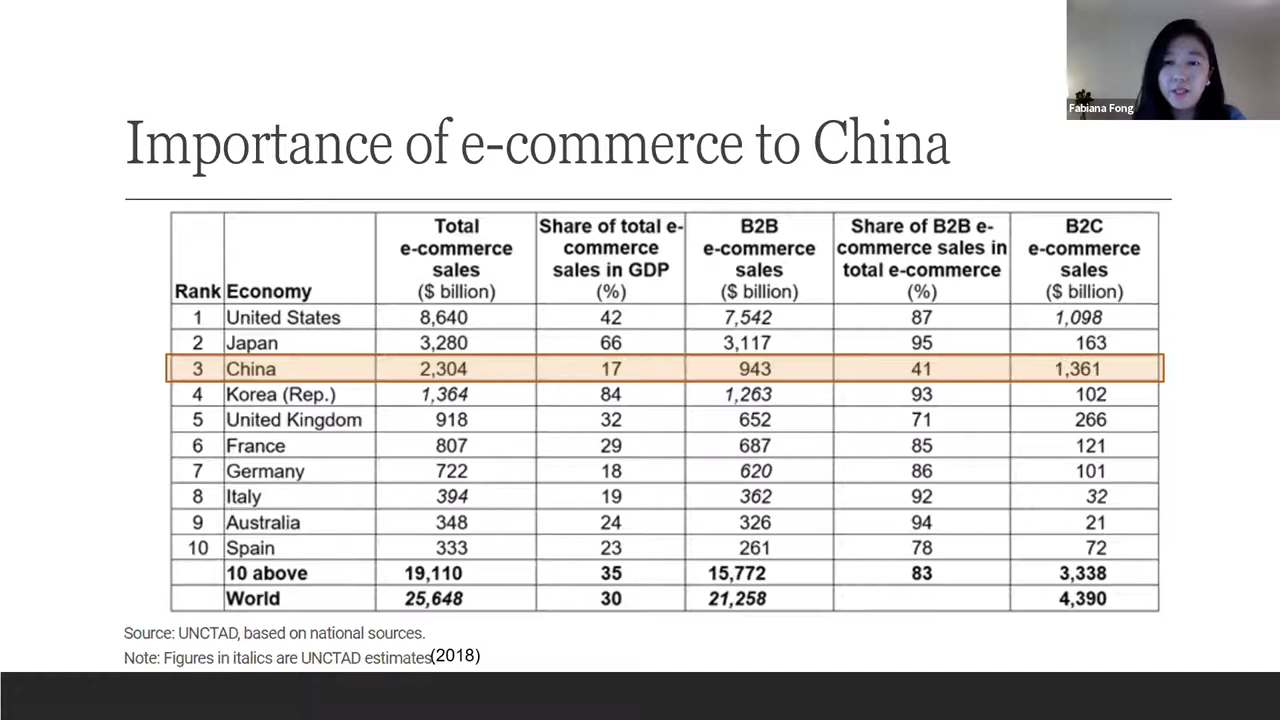 Fabiana Fong
Importance of e-commerce to China
Rank Economy Total e-commerce sales ($ billion) Share of total e-commerce sales in GDP (%) B2B e-commerce sales ($ billion) Share of B2B e-commerce sales in total e-commerce (%) B2C e-commerce sales ($ billion)
1 United States 8,640 42 7,542 87 1,098
2 Japan 3,280 66 3,117 95 163
3 China 2,304 17 943 41 1,361
4 Korea (Rep.) 1,364 84 1,263 93 102
5 United Kingdom 918 32 652 71 266
6 France 807 29 687 85 121
7 Germany 722 18 620 86 101
8 Italy 394 19 362 92 32
9 Australia 348 24 326 94 21
10 Spain 333 23 261 78 72
10 above 19,110 35 15,772 83 3,338
World 25,648 30 21,258 4,390
Source: UNCTAD, based on national sources.
Note: Figures in italics are UNCTAD estimates(2018)